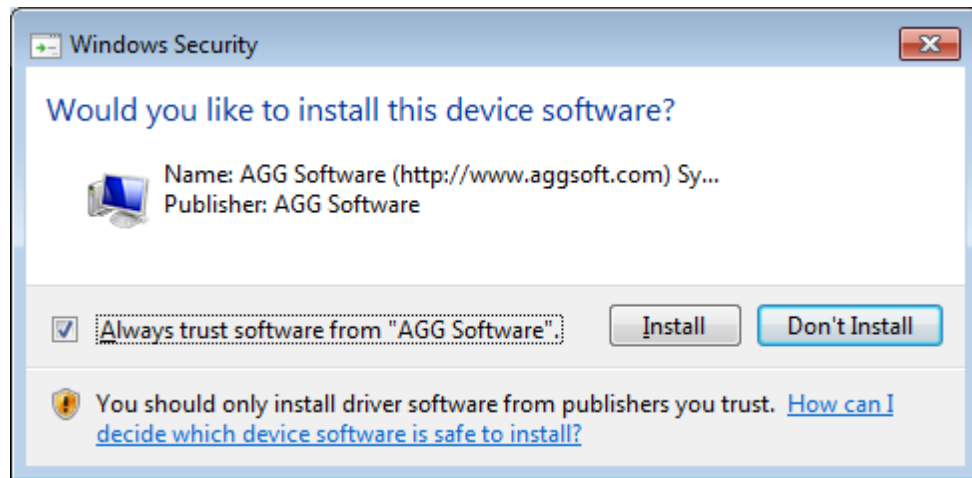 Windows Security
Would you like to install this device software?
Name: AGG Software (http://www.aggsoft.com) Sy...
Publisher: AGG Software
Always trust software from "AGG Software".
Install
Don't Install
You should only install driver software from publishers you trust. How can I
decide which device software is safe to install?